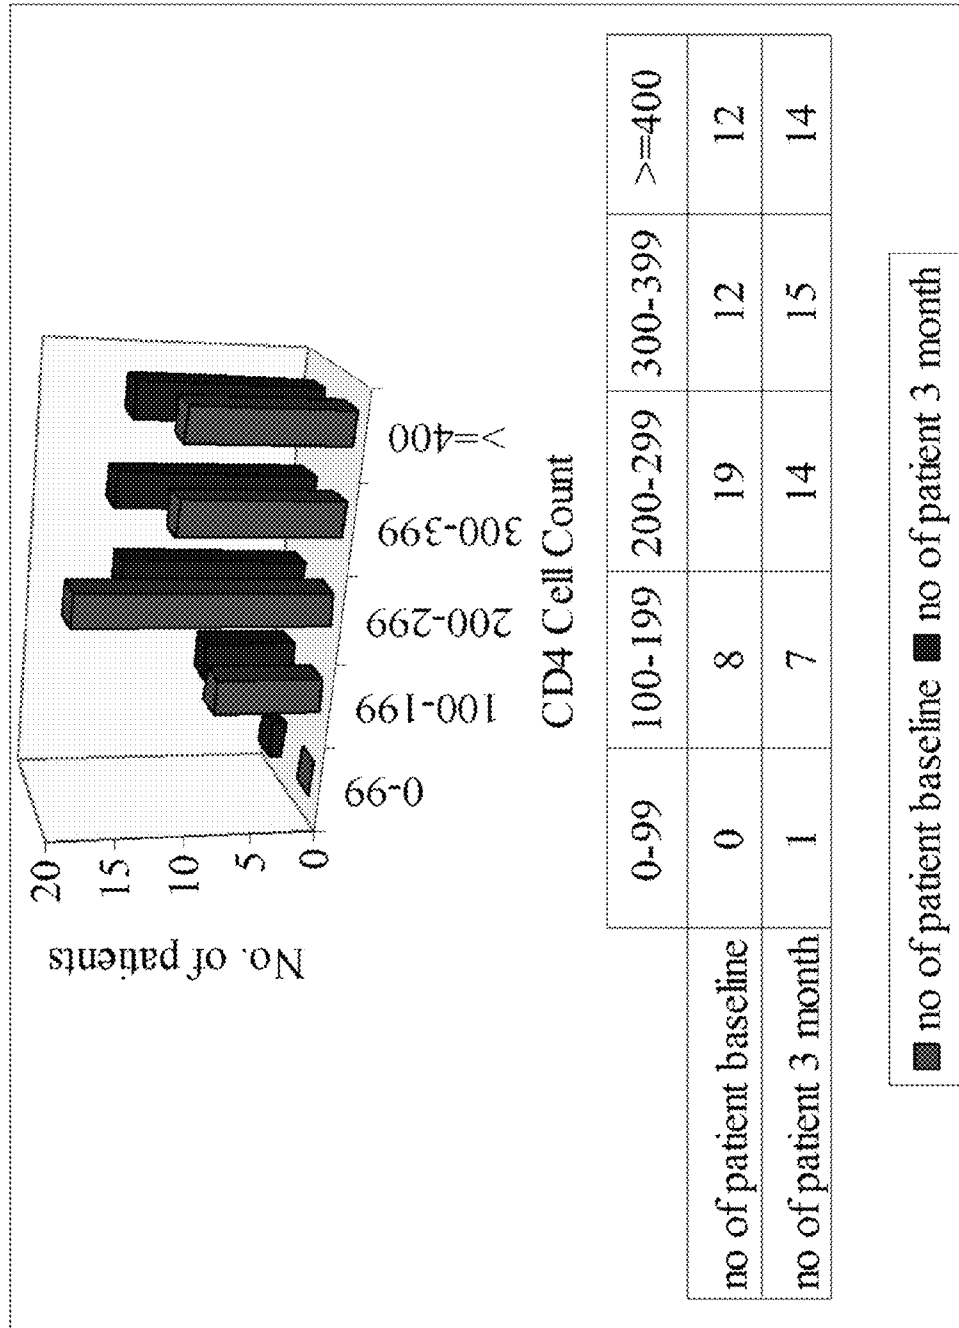 No. of patients
20
15
10
5
0
0-99
100-199
200-299
300-399
>=400
CD4 Cell Count
0-99 100-199 200-299 300-399 >=400
no of patient baseline 0 8 19 12 12
no of patient 3 month 1 7 14 15 14
no of patient baseline no of patient 3 month